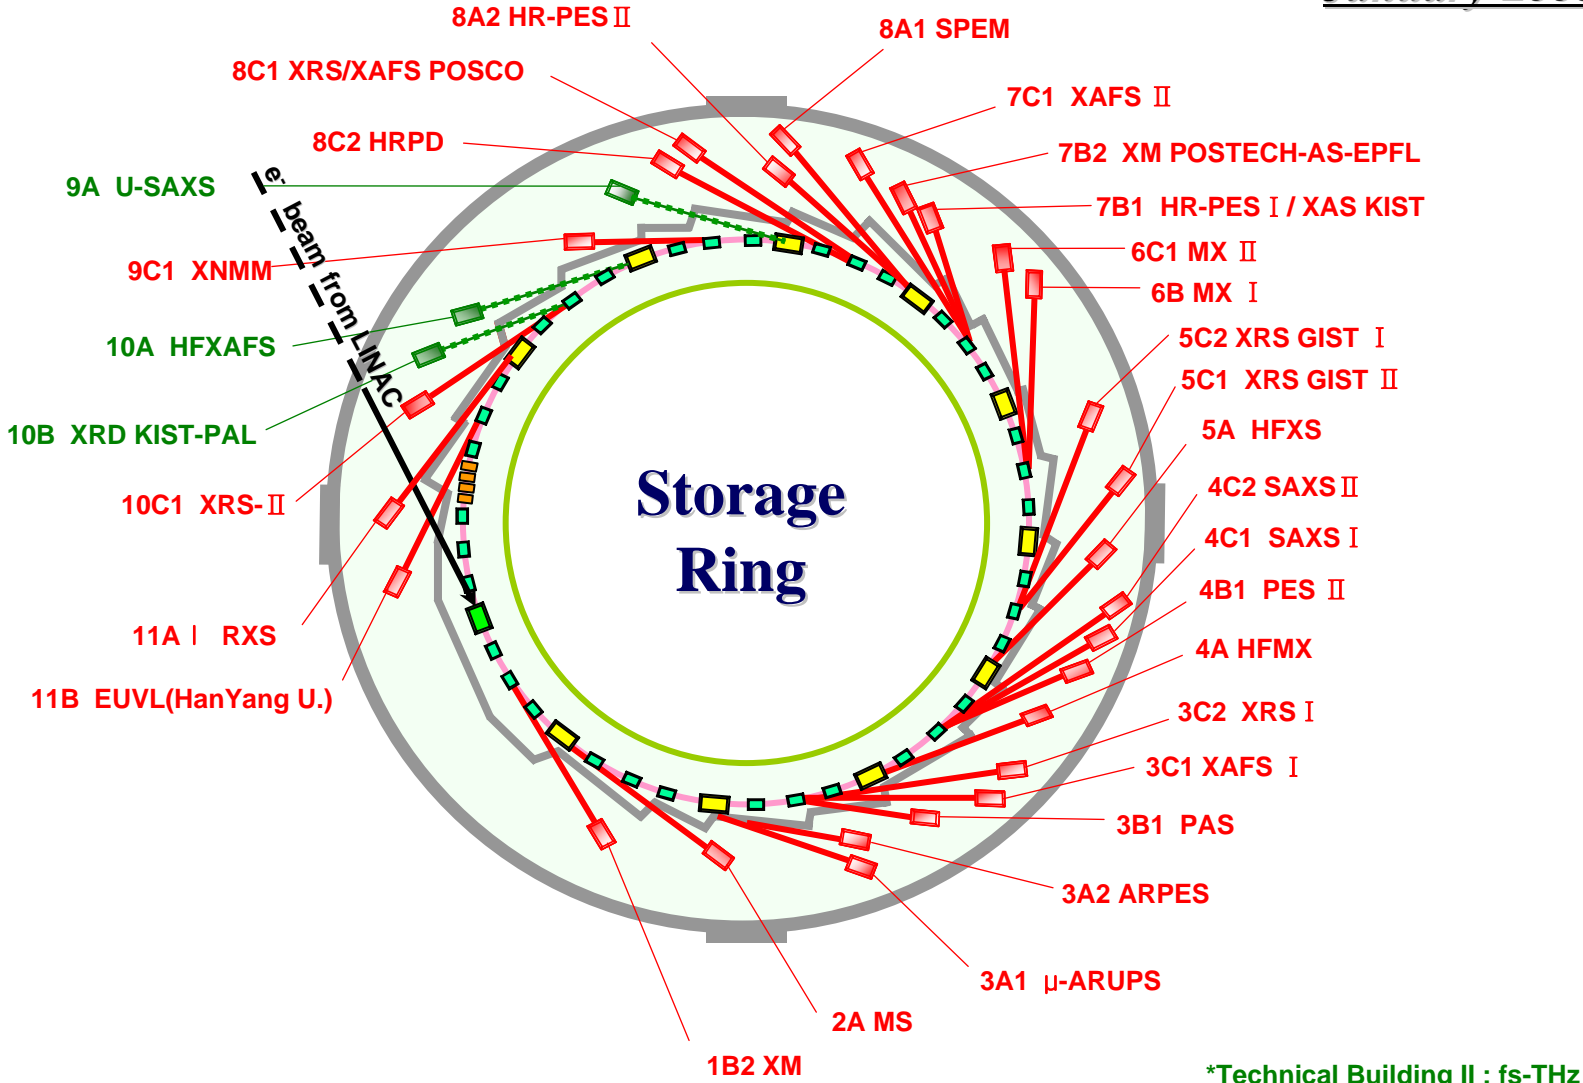 8A2 HR-PES Ⅱ
8A1 SPEM
8C1 XRS/XAFS POSCO
7C1 XAFS Ⅱ
8C2 HRPD
7B2 XM POSTECH-AS-EPFL
9A U-SAXS
7B1 HR-PES Ⅰ / XAS KIST
e- beam from LINAC
6C1 MX Ⅱ
9C1 XNMM
6B MX Ⅰ
10A HFXAFS
5C2 XRS GIST Ⅰ
5C1 XRS GIST Ⅱ
10B XRD KIST-PAL
5A HFXS
10C1 XRS-Ⅱ
4C2 SAXS Ⅱ
Storage
Ring
4C1 SAXS Ⅰ
4B1 PES Ⅱ
11A Ⅰ RXS
4A HFMX
11B EUVL(HanYang U.)
3C2 XRS Ⅰ
3C1 XAFS Ⅰ
3B1 PAS
3A2 ARPES
3A1 μ-ARUPS
2A MS
1B2 XM
*Technical Building II : fs-THz